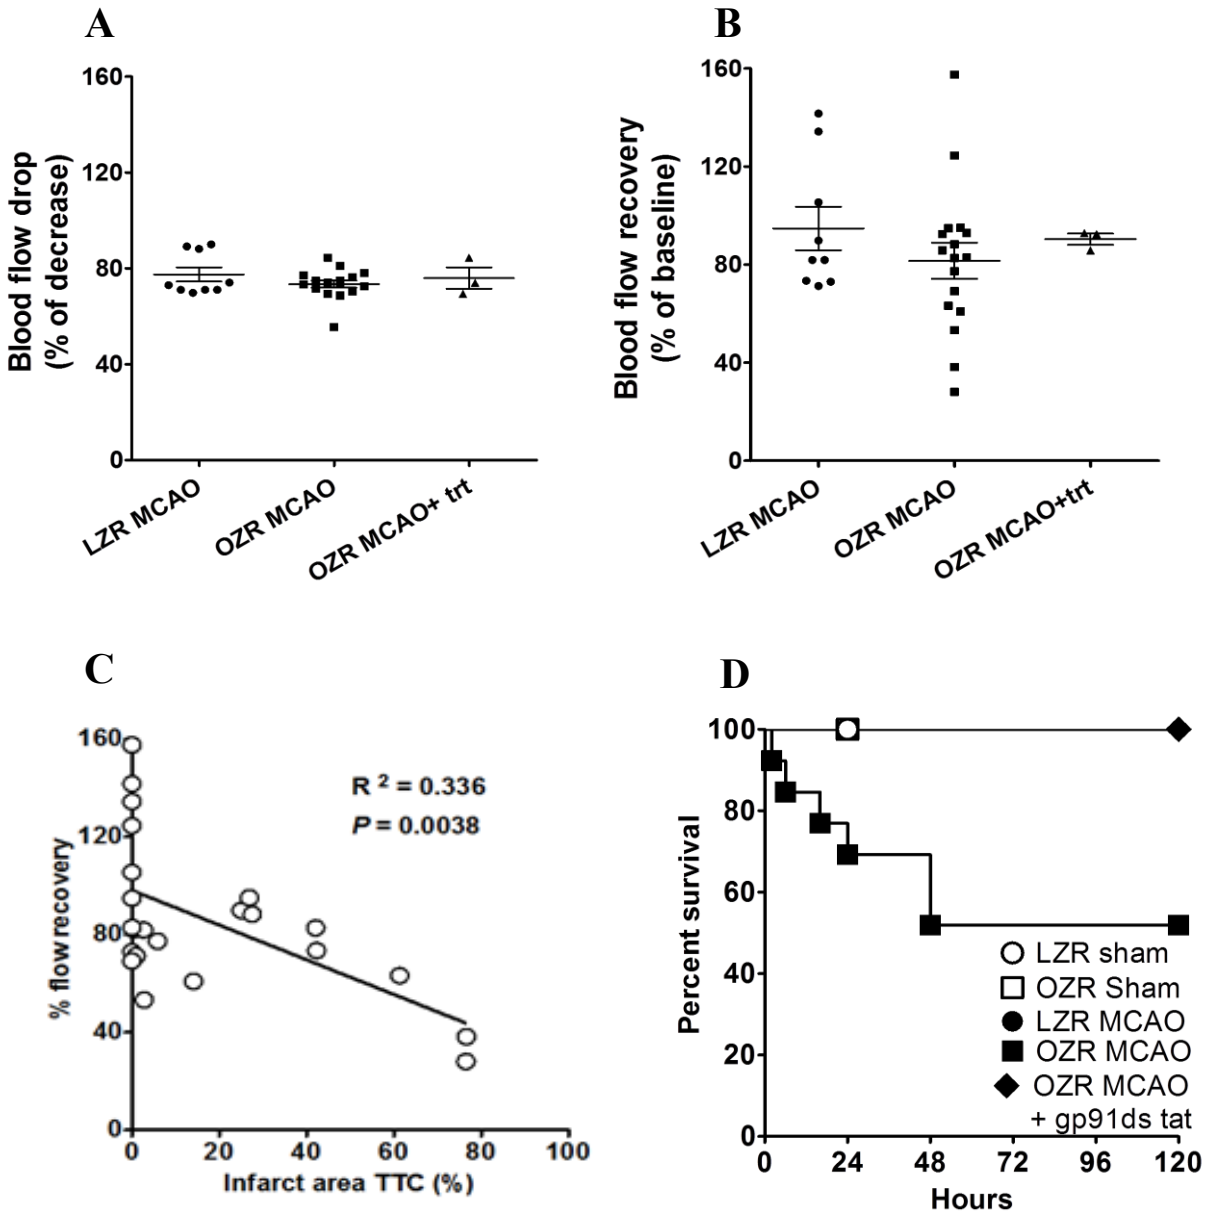 A
Blood flow drop
(% of decrease)
160
120
80
40
0
LZR MCAO
OZR MCAO
OZR MCAO+ trt
B
Blood flow recovery
(% of baseline)
160
120
80
40
0
LZR MCAO
OZR MCAO
OZR MCAO+trt
C
% flow recovery
160
120
80
40
0
R 2 = 0.336
P = 0.0038
0 20 40 60 80 100
Infarct area TTC (%)
D
Percent survival
100
80
60
40
20
0
LZR sham
OZR Sham
LZR MCAO
OZR MCAO
OZR MCAO
+ gp91ds tat
0 24 48 72 96 120
Hours